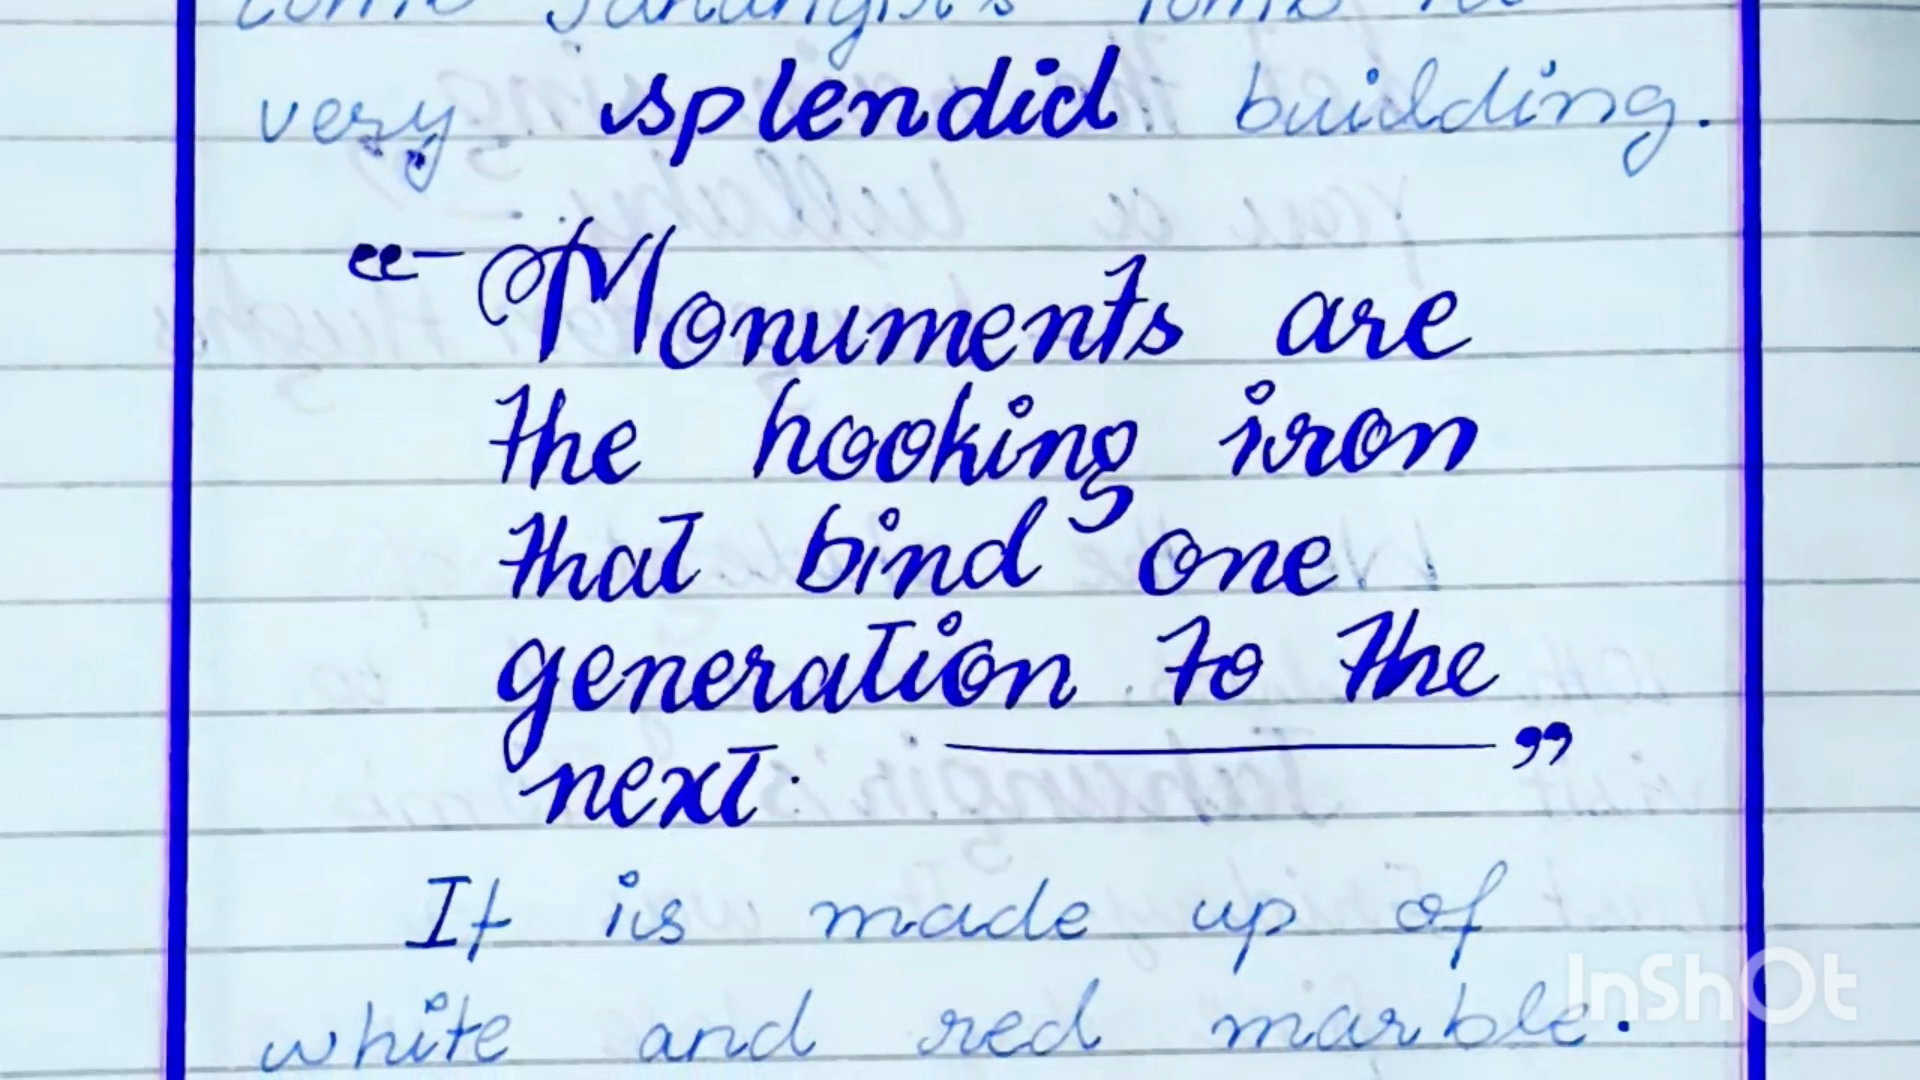 very splendid building.
“ Monuments are
the hooking iron
that bind one
generation to the
next. ”
It is made up of
white and red marble.
InShOt